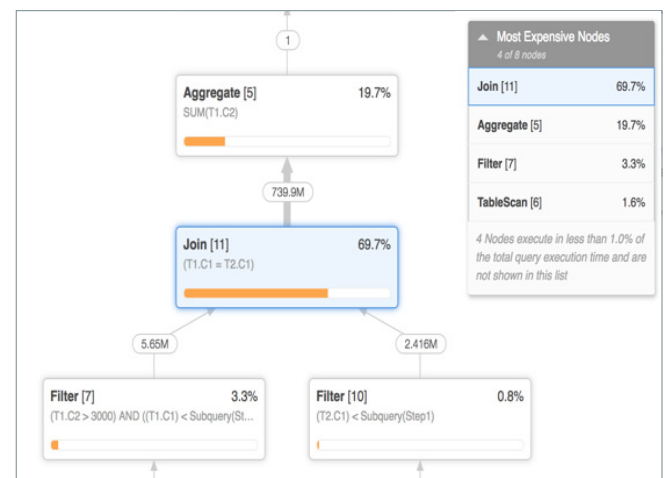 1
Aggregate [5] 19.7%
SUM(T1.C2)
739.9M
Join [11] 69.7%
(T1.C1 = T2.C1)
5.65M
2.416M
Filter [7] 3.3%
(T1.C2 > 3000) AND ((T1.C1) < Subquery(St...
Filter [10] 0.8%
(T2.C1) < Subquery(Step1)
Most Expensive Nodes
4 of 8 nodes
Join [11] 69.7%
Aggregate [5] 19.7%
Filter [7] 3.3%
TableScan [6] 1.6%
4 Nodes execute in less than 1.0% of
the total query execution time and are
not shown in this list